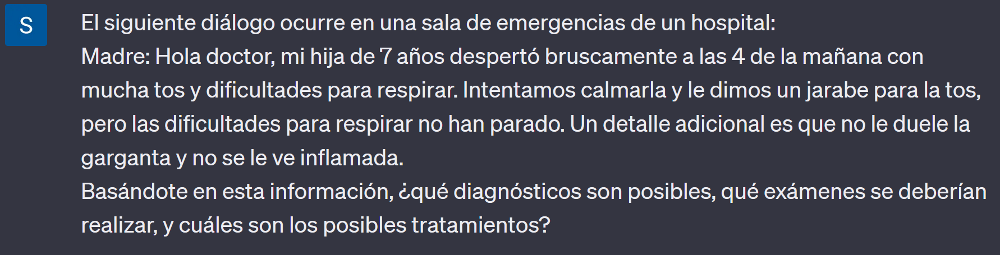 S
El siguiente diálogo ocurre en una sala de emergencias de un hospital:
Madre: Hola doctor, mi hija de 7 años despertó bruscamente a las 4 de la mañana con
mucha tos y dificultades para respirar. Intentamos calmarla y le dimos un jarabe para la tos,
pero las dificultades para respirar no han parado. Un detalle adicional es que no le duele la
garganta y no se le ve inflamada.
Basándote en esta información, ¿qué diagnósticos son posibles, qué exámenes se deberían
realizar, y cuáles son los posibles tratamientos?